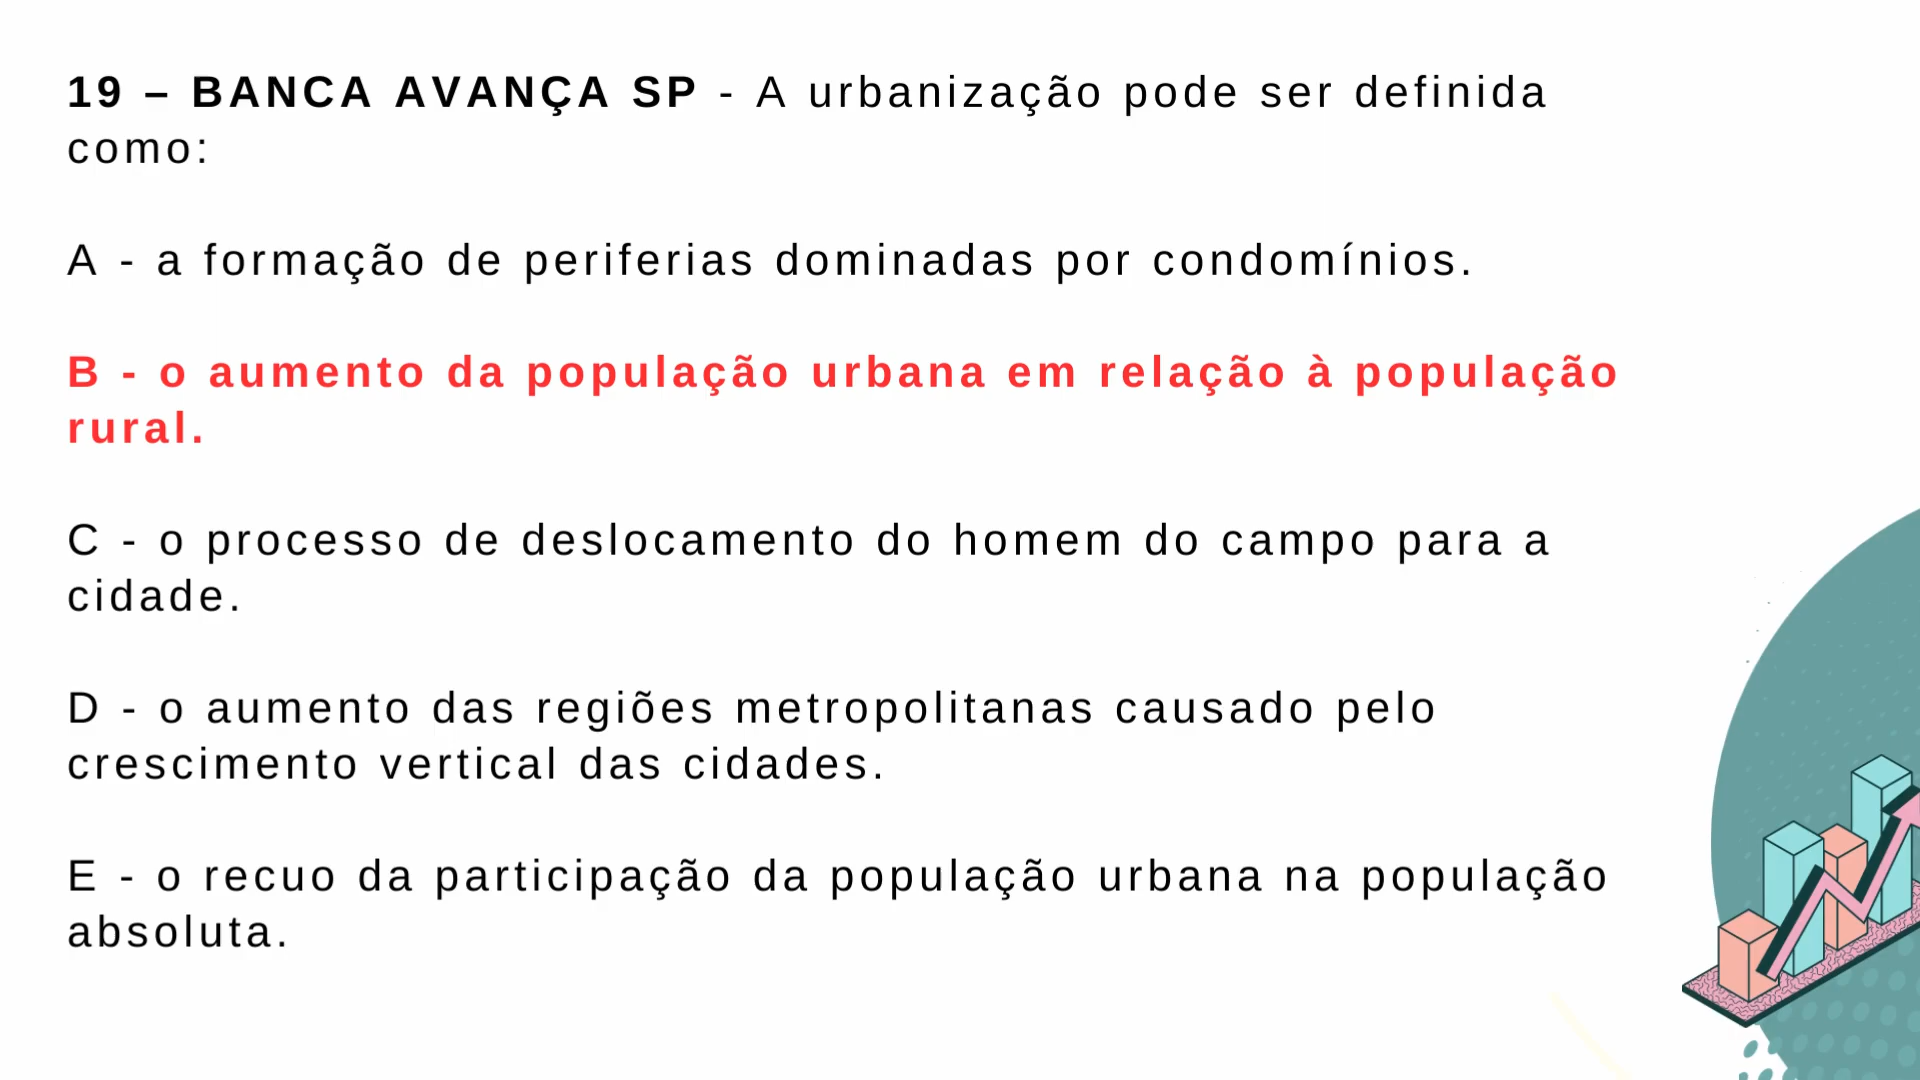 19 – BANCA AVANÇA SP - A urbanização pode ser definida
como:
A - a formação de periferias dominadas por condomínios.
B - o aumento da população urbana em relação à população
rural.
C - o processo de deslocamento do homem do campo para a
cidade.
D - o aumento das regiões metropolitanas causado pelo
crescimento vertical das cidades.
E - o recuo da participação da população urbana na população
absoluta.